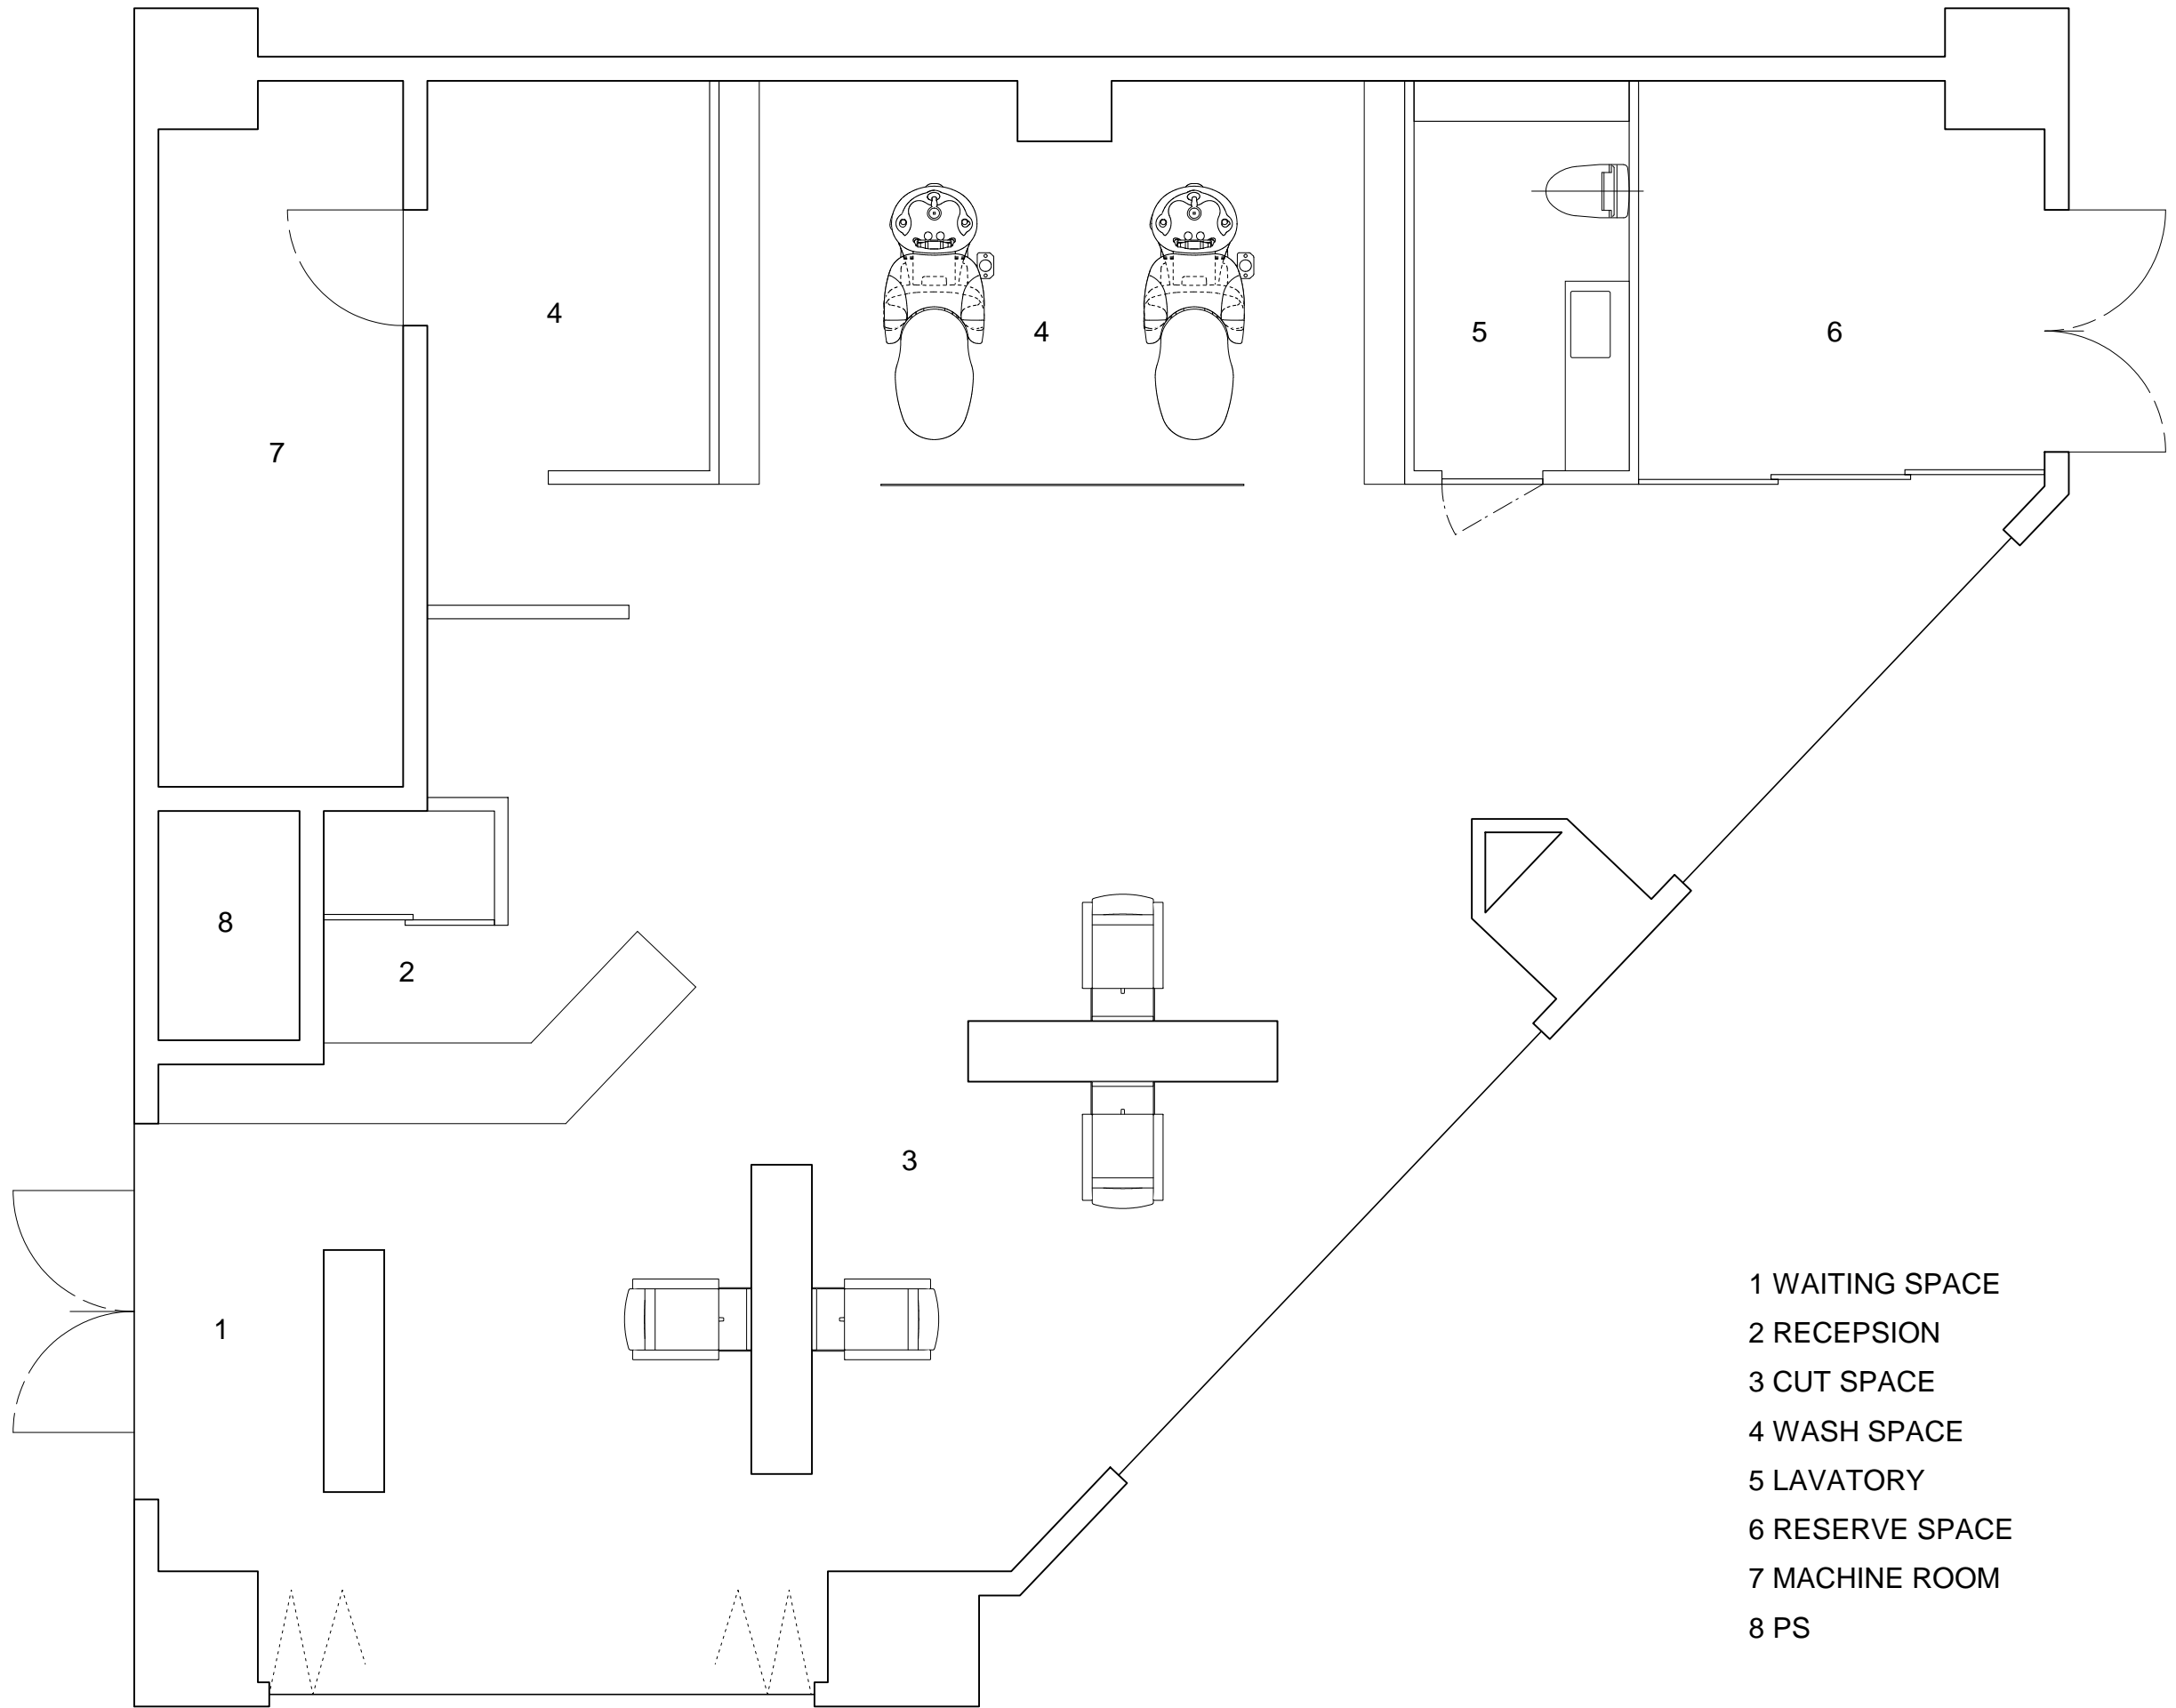 4
4
5
6
7
8
2
3
1
1 WAITING SPACE
2 RECEPSION
3 CUT SPACE
4 WASH SPACE
5 LAVATORY
6 RESERVE SPACE
7 MACHINE ROOM
8 PS